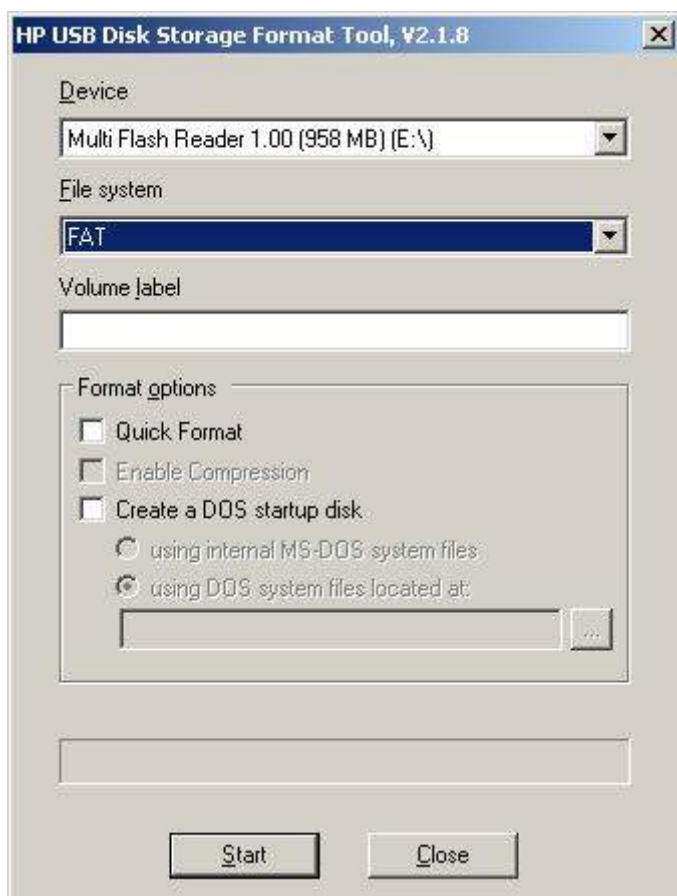 HP USB Disk Storage Format Tool, V2.1.8
Device
Multi Flash Reader 1.00 (958 MB) (E:\)
File system
FAT
Volume label
Format options
Quick Format
Enable Compression
Create a DOS startup disk
using internal MS-DOS system files
using DOS system files located at:
...
Start
Close